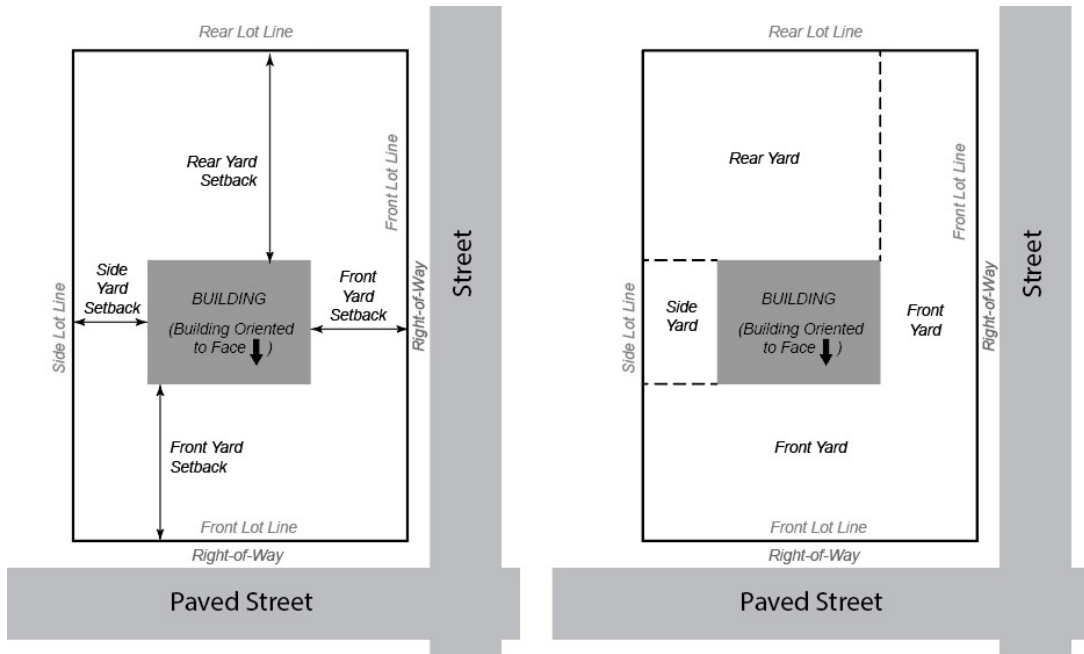 Rear Lot Line
Rear Yard
Setback
Front Lot Line
Side
Yard
Setback
BUILDING
(Building Oriented
to Face )
Front
Yard
Setback
Side Lot Line
Right-of-Way
Street
Front Yard
Setback
Front Lot Line
Right-of-Way
Paved Street
Rear Lot Line
Rear Yard
Front Lot Line
Side Lot Line
Side
Yard
BUILDING
(Building Oriented
to Face )
Front
Yard
Right-of-Way
Street
Front Yard
Front Lot Line
Right-of-Way
Paved Street